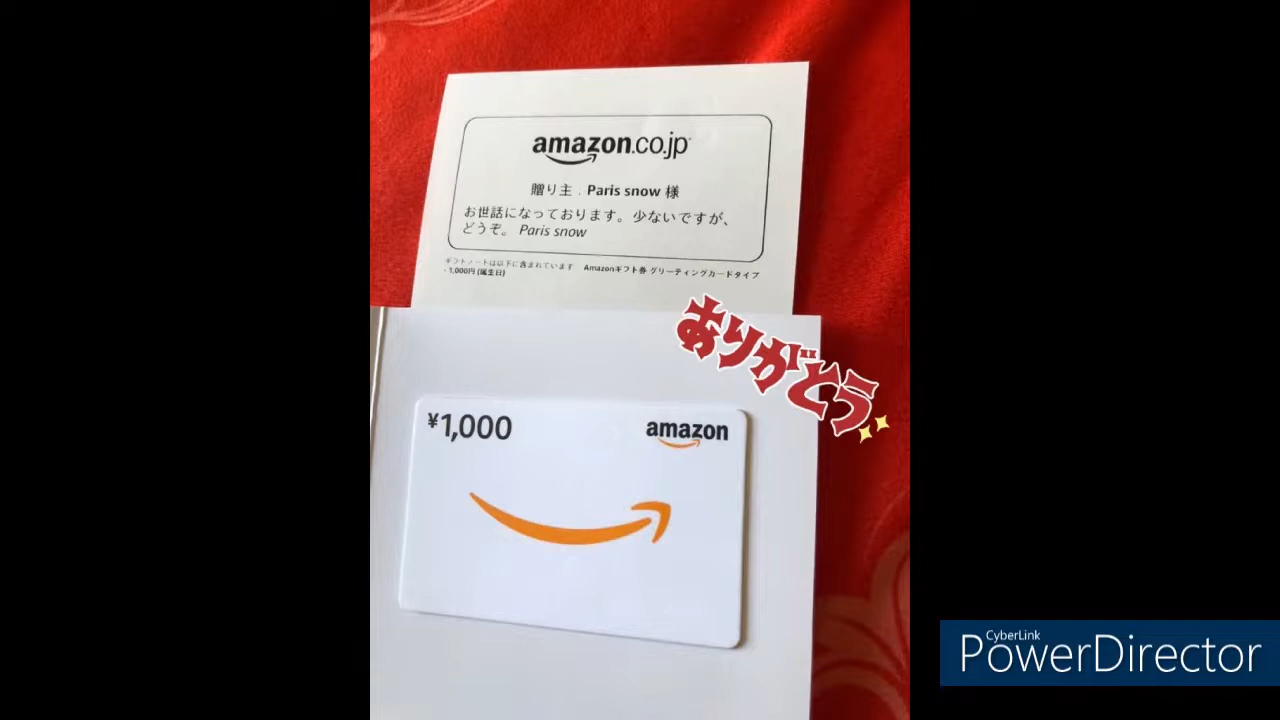 amazon.co.jp
贈り主 . Paris snow 様
お世話になっております。少ないですが、
どうぞ。 Paris snow
ギフトノートは以下に含まれています Amazonギフト券 グリーティングカードタイプ
- 1,000円 (誕生日)
ありがとう
¥1,000 amazon
CyberLink
PowerDirector